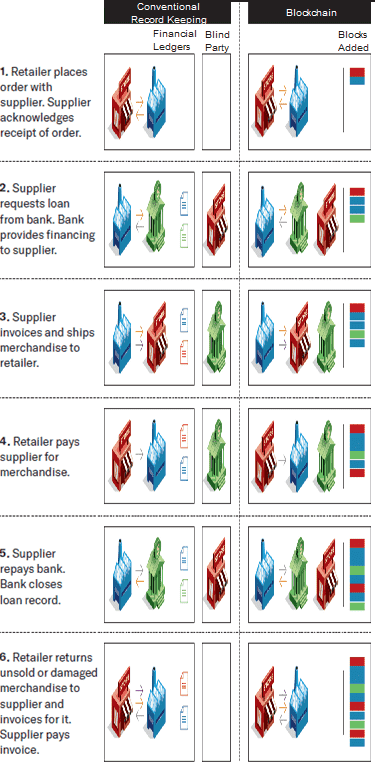 Conventional
Record Keeping
Blockchain
Financial
Ledgers
Blind
Party
Blocks
Added
1. Retailer places
order with
supplier. Supplier
acknowledges
receipt of order.
2. Supplier
requests loan
from bank. Bank
provides financing
to supplier.
3. Supplier
invoices and ships
merchandise to
retailer.
4. Retailer pays
supplier for
merchandise.
5. Supplier
repays bank.
Bank closes
loan record.
6. Retailer returns
unsold or damaged
merchandise to
supplier and
invoices for it.
Supplier pays
invoice.